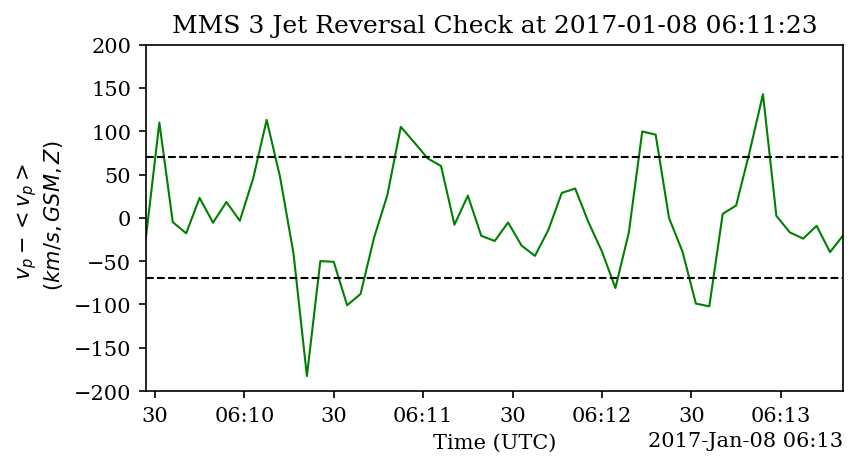 MMS 3 Jet Reversal Check at 2017-01-08 06:11:23
200
150
100
50
0
−50
−100
−150
−200
v_p − < v_p >
(km/s, GSM, Z)
30 06:10 30 06:11 30 06:12 30 06:13
Time (UTC)
2017-Jan-08 06:13